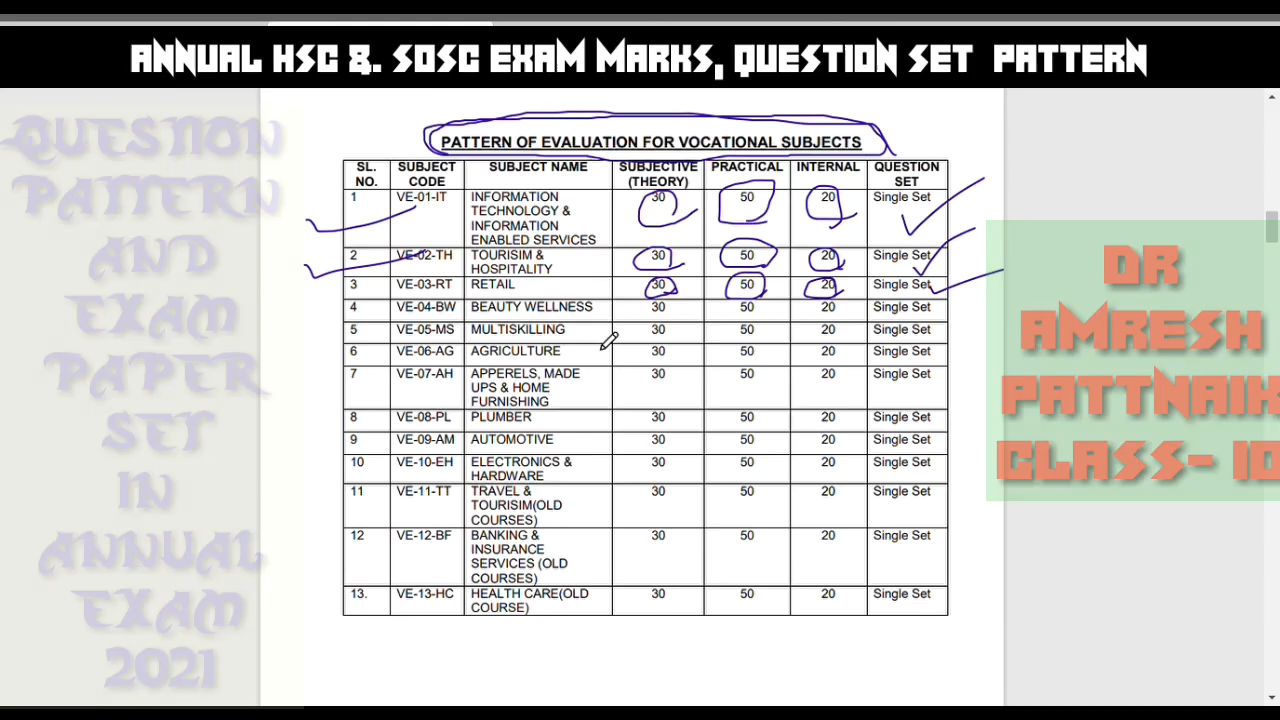 ANNUAL HSC &. SOSC EXAM MARKS, QUESTION SET PATTERN
QUESTION
PATTERN
AND
EXAM
PAPER
SET
IN
ANNUAL
EXAM
2021
PATTERN OF EVALUATION FOR VOCATIONAL SUBJECTS
SL. NO. SUBJECT CODE SUBJECT NAME SUBJECTIVE (THEORY) PRACTICAL INTERNAL QUESTION SET
1 VE-01-IT INFORMATION TECHNOLOGY & INFORMATION ENABLED SERVICES 30 50 20 Single Set
2 VE-02-TH TOURISIM & HOSPITALITY 30 50 20 Single Set
3 VE-03-RT RETAIL 30 50 20 Single Set
4 VE-04-BW BEAUTY WELLNESS 30 50 20 Single Set
5 VE-05-MS MULTISKILLING 30 50 20 Single Set
6 VE-06-AG AGRICULTURE 30 50 20 Single Set
7 VE-07-AH APPERELS, MADE UPS & HOME FURNISHING 30 50 20 Single Set
8 VE-08-PL PLUMBER 30 50 20 Single Set
9 VE-09-AM AUTOMOTIVE 30 50 20 Single Set
10 VE-10-EH ELECTRONICS & HARDWARE 30 50 20 Single Set
11 VE-11-TT TRAVEL & TOURISIM(OLD COURSES) 30 50 20 Single Set
12 VE-12-BF BANKING & INSURANCE SERVICES (OLD COURSES) 30 50 20 Single Set
13. VE-13-HC HEALTH CARE(OLD COURSE) 30 50 20 Single Set
DR
AMRESH
PATTNAIK
CLASS- 10